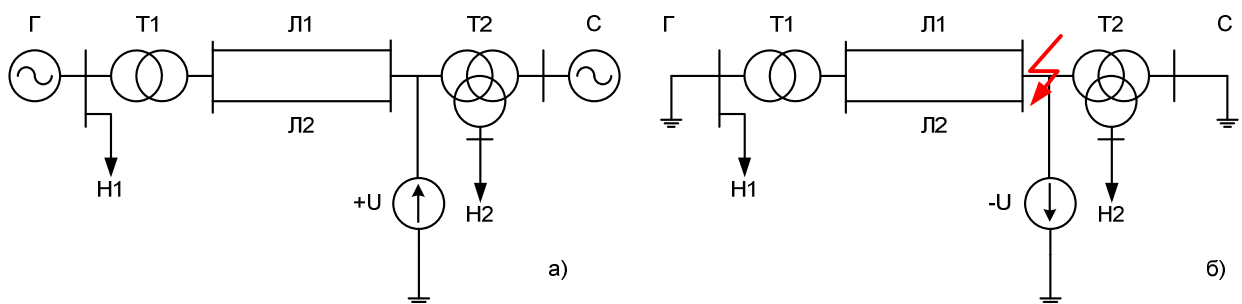 Г Т1 Л1 Т2 С
Л2
Н1
+U
Н2
а)
Г Т1 Л1 Т2 С
Л2
Н1
-U
Н2
б)